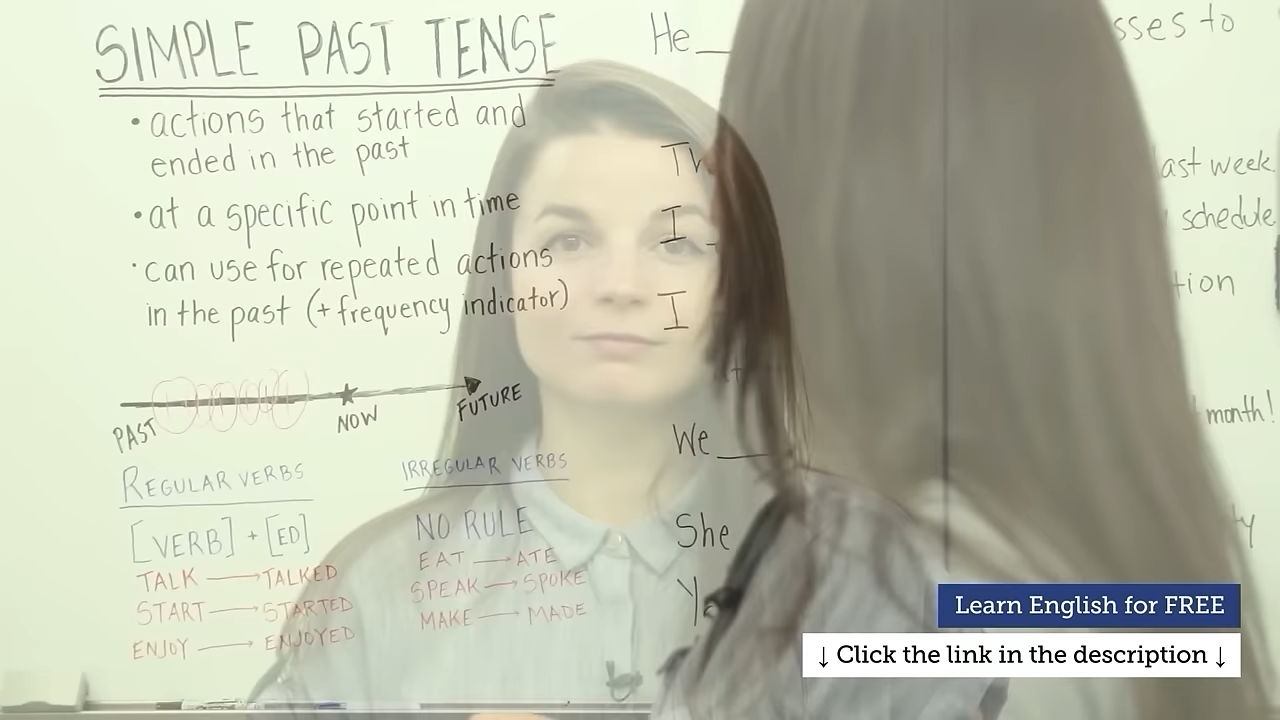 SIMPLE PAST TENSE
• actions that started and
ended in the past
• at a specific point in time
• can use for repeated actions
in the past (+ frequency indicator)
PAST
NOW
FUTURE
REGULAR VERBS
[VERB] + [ED]
TALK → TALKED
START → STARTED
ENJOY → ENJOYED
IRREGULAR VERBS
NO RULE
EAT → ATE
SPEAK → SPOKE
MAKE → MADE
He
to
week
I
schedule
I
month!
We
She
Learn English for FREE
↓ Click the link in the description ↓